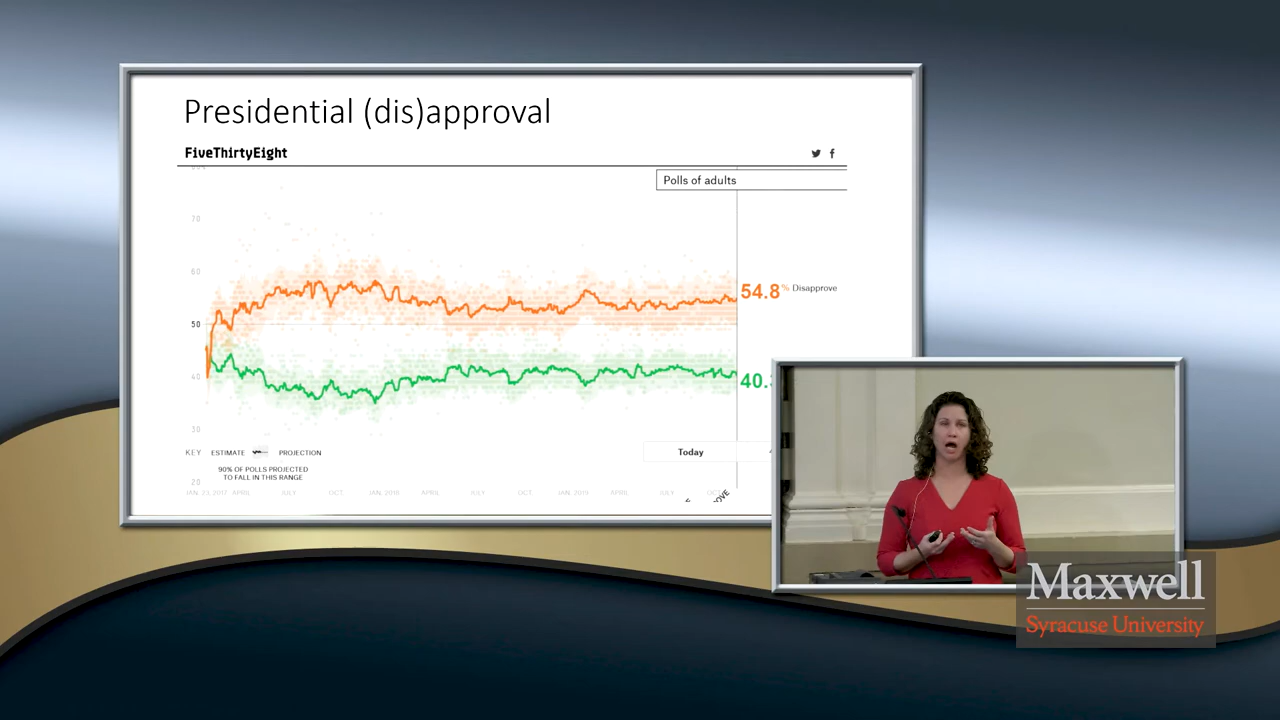 Presidential (dis)approval
FiveThirtyEight
Polls of adults
70
60
50
40
30
20
54.8% Disapprove
40.
KEY ESTIMATE PROJECTION
90% OF POLLS PROJECTED
TO FALL IN THIS RANGE
Today
JAN. 23, 2017 APRIL JULY OCT. JAN. 2018 APRIL JULY OCT. JAN. 2019 APRIL JULY
Maxwell
Syracuse University